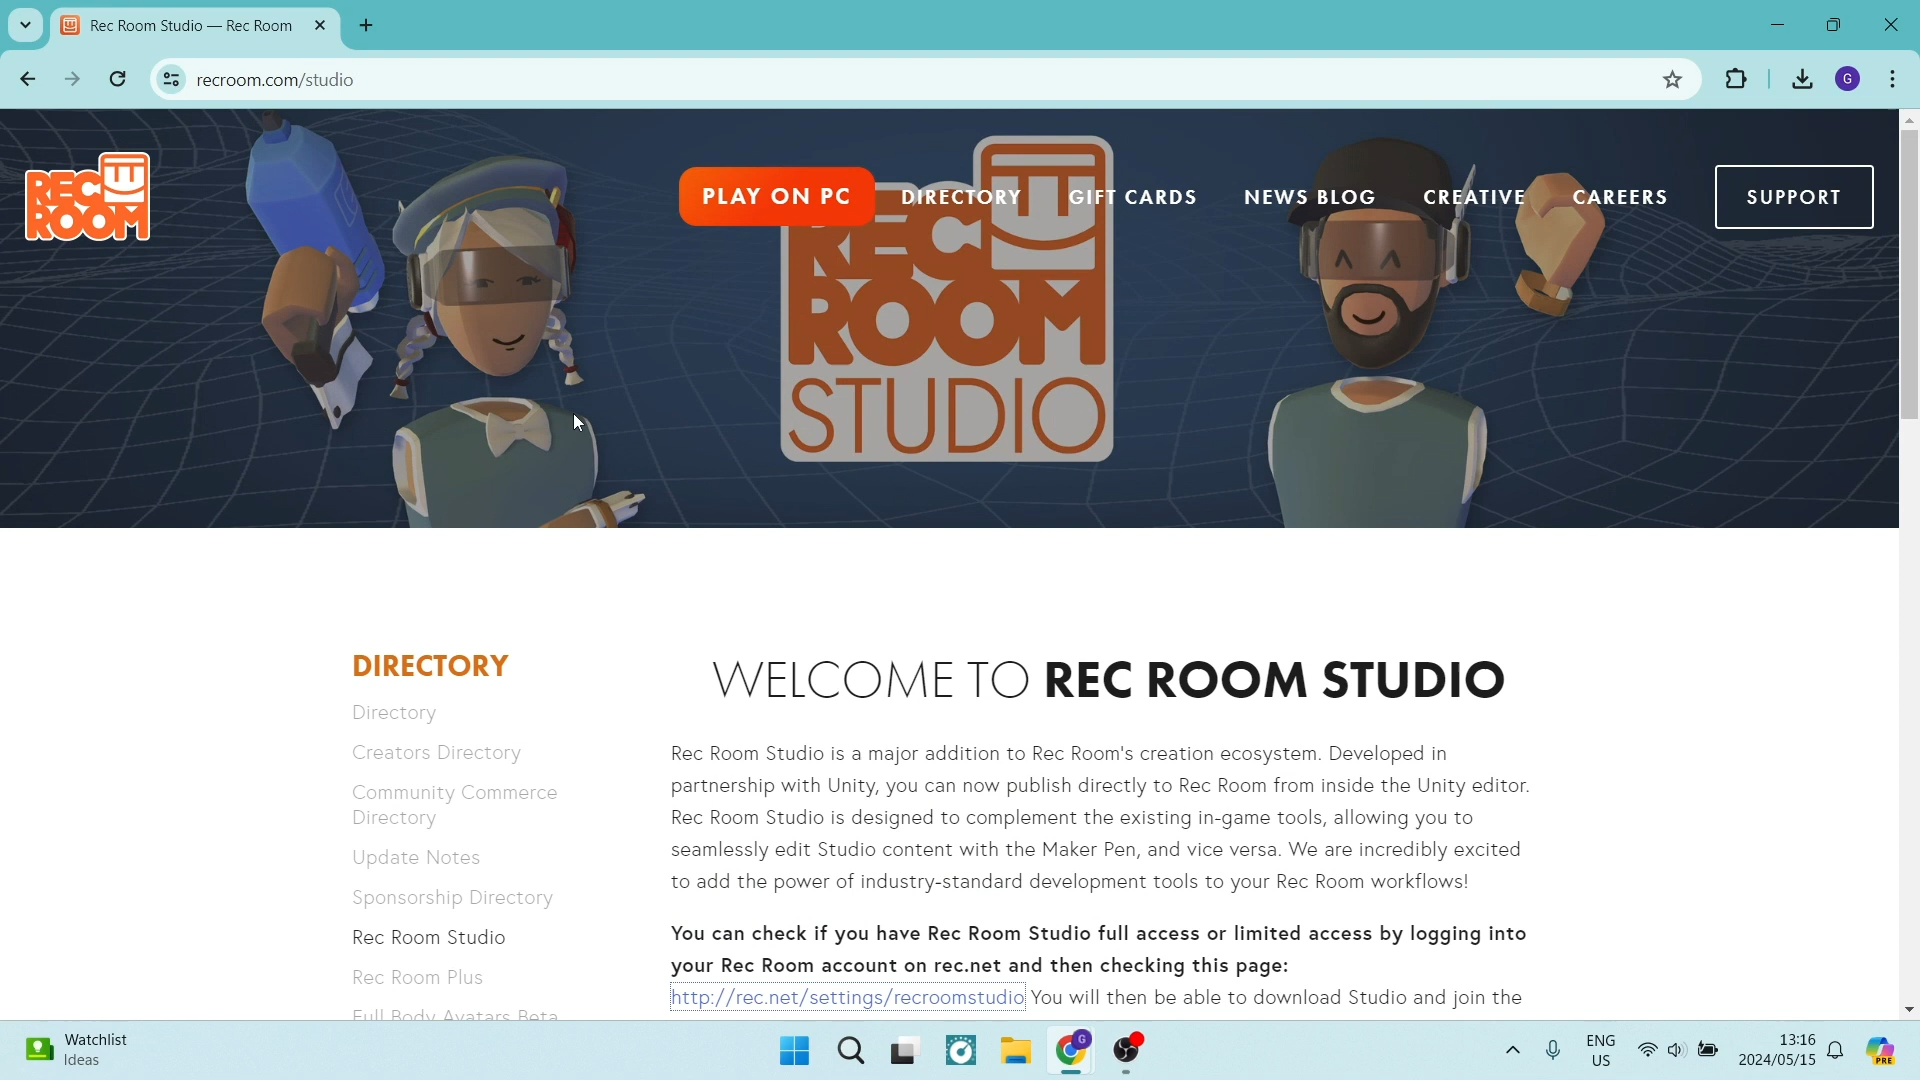 Rec Room Studio — Rec Room
recroom.com/studio
G
REC
ROOM
PLAY ON PC
DIRECTORY
GIFT CARDS
NEWS BLOG
CREATIVE
CAREERS
SUPPORT
REC
ROOM
STUDIO
DIRECTORY
Directory
Creators Directory
Community Commerce
Directory
Update Notes
Sponsorship Directory
Rec Room Studio
Rec Room Plus
Full Body Avatars Beta
WELCOME TO REC ROOM STUDIO
Rec Room Studio is a major addition to Rec Room's creation ecosystem. Developed in
partnership with Unity, you can now publish directly to Rec Room from inside the Unity editor.
Rec Room Studio is designed to complement the existing in-game tools, allowing you to
seamlessly edit Studio content with the Maker Pen, and vice versa. We are incredibly excited
to add the power of industry-standard development tools to your Rec Room workflows!
You can check if you have Rec Room Studio full access or limited access by logging into
your Rec Room account on rec.net and then checking this page:
http://rec.net/settings/recroomstudio You will then be able to download Studio and join the
Watchlist
Ideas
G
ENG
US
13:16
2024/05/15
PRE